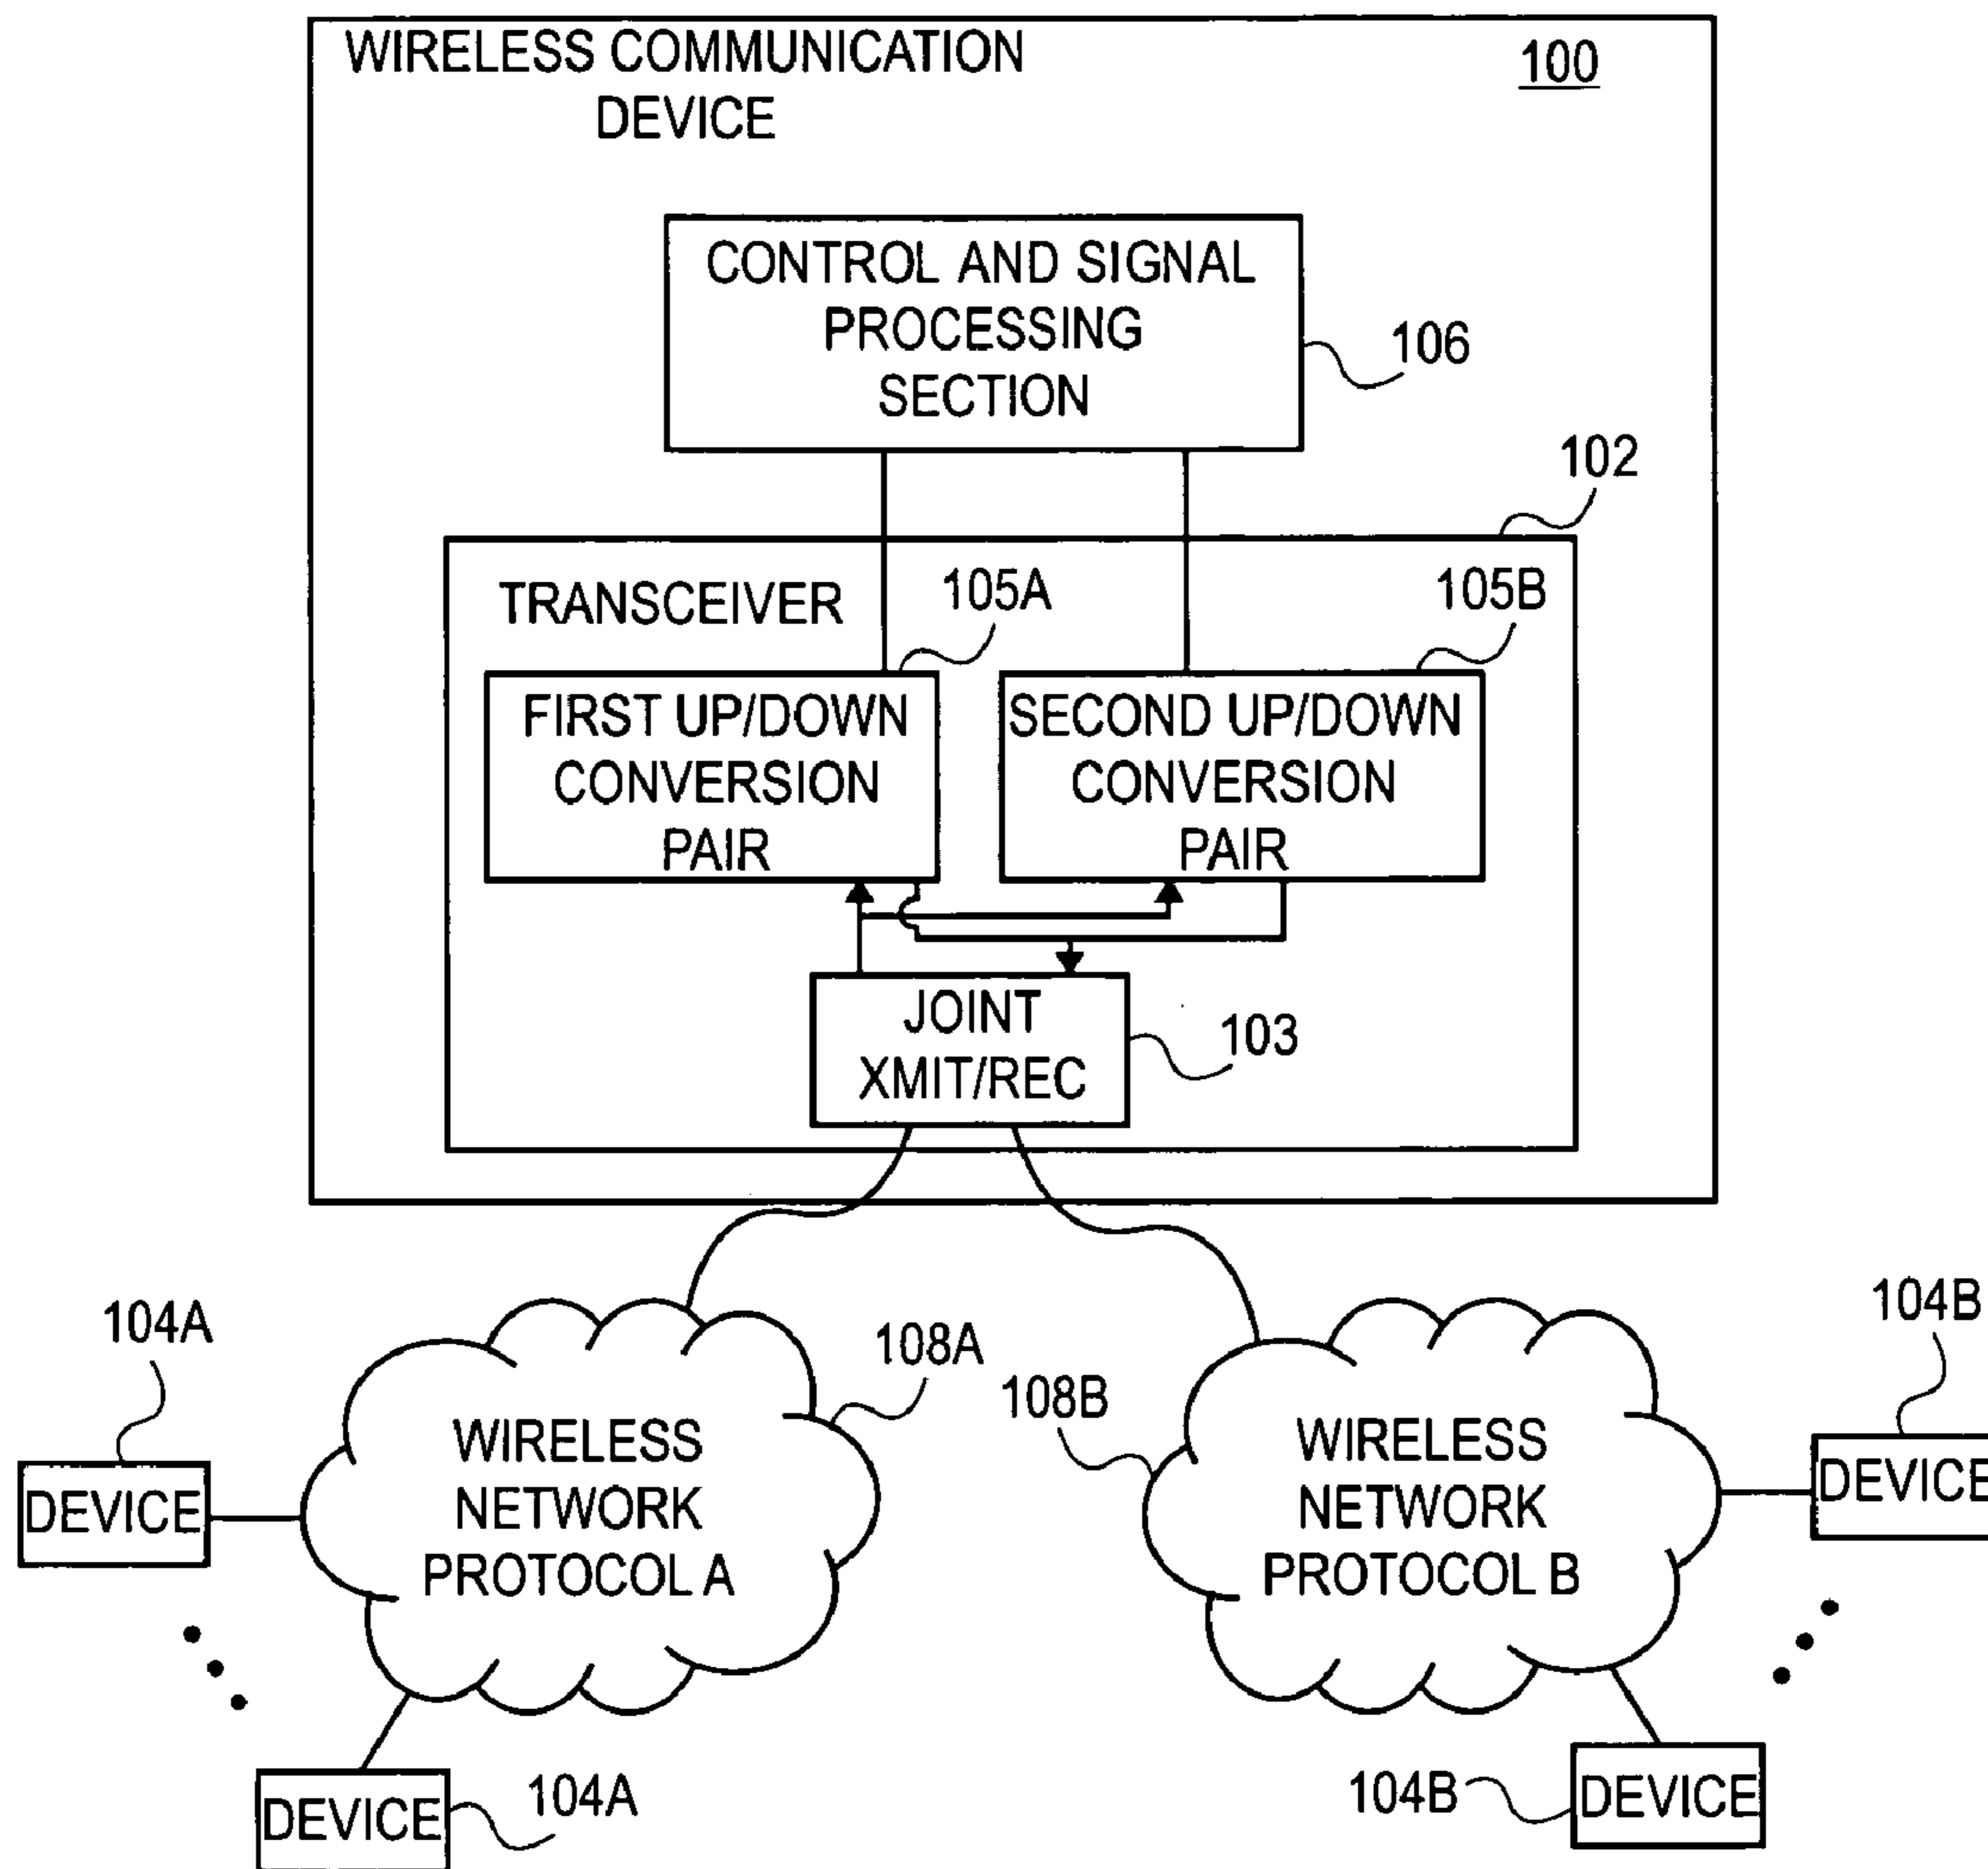 WIRELESS COMMUNICATION
DEVICE
100
CONTROL AND SIGNAL
PROCESSING
SECTION
106
102
TRANSCEIVER
105A
105B
FIRST UP/DOWN
CONVERSION
PAIR
SECOND UP/DOWN
CONVERSION
PAIR
JOINT
XMIT/REC
103
104A
108A
108B
104B
WIRELESS
NETWORK
PROTOCOL A
WIRELESS
NETWORK
PROTOCOL B
DEVICE
DEVICE
DEVICE
104A
104B
DEVICE